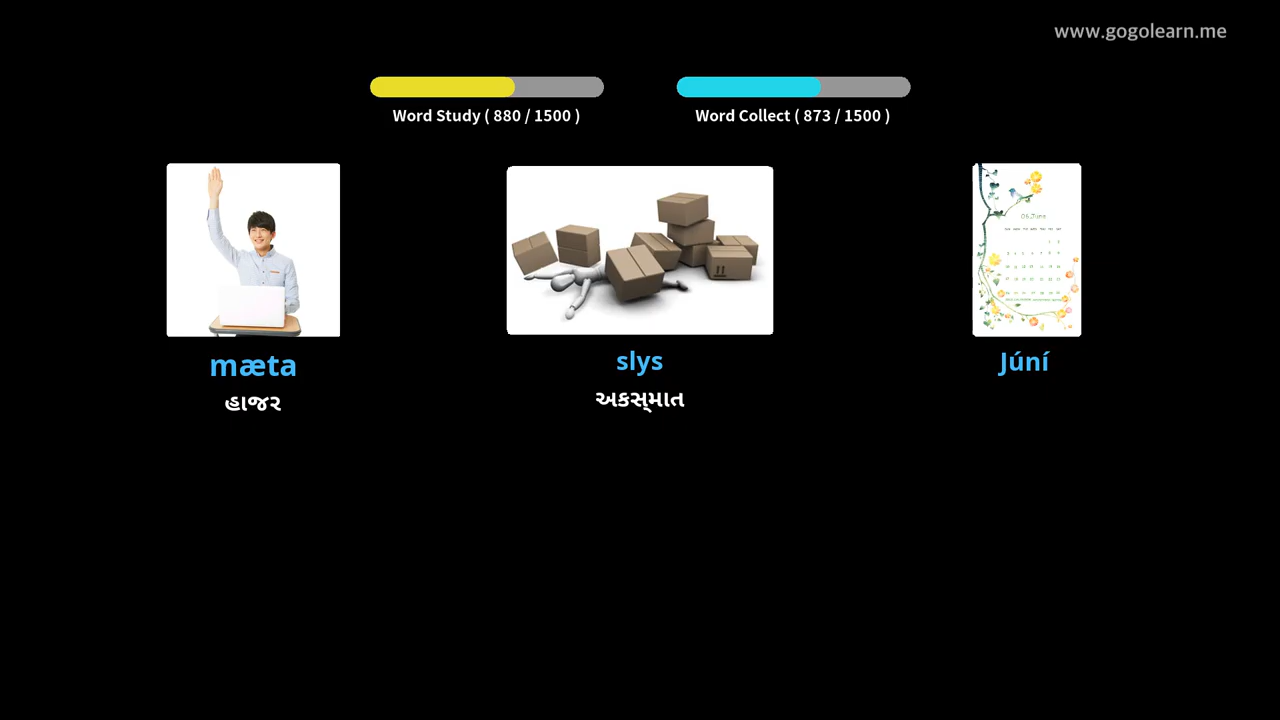 www.gogolearn.me
Word Study ( 880 / 1500 )
Word Collect ( 873 / 1500 )
mæta
હાજર
slys
અકસ્માત
Júní